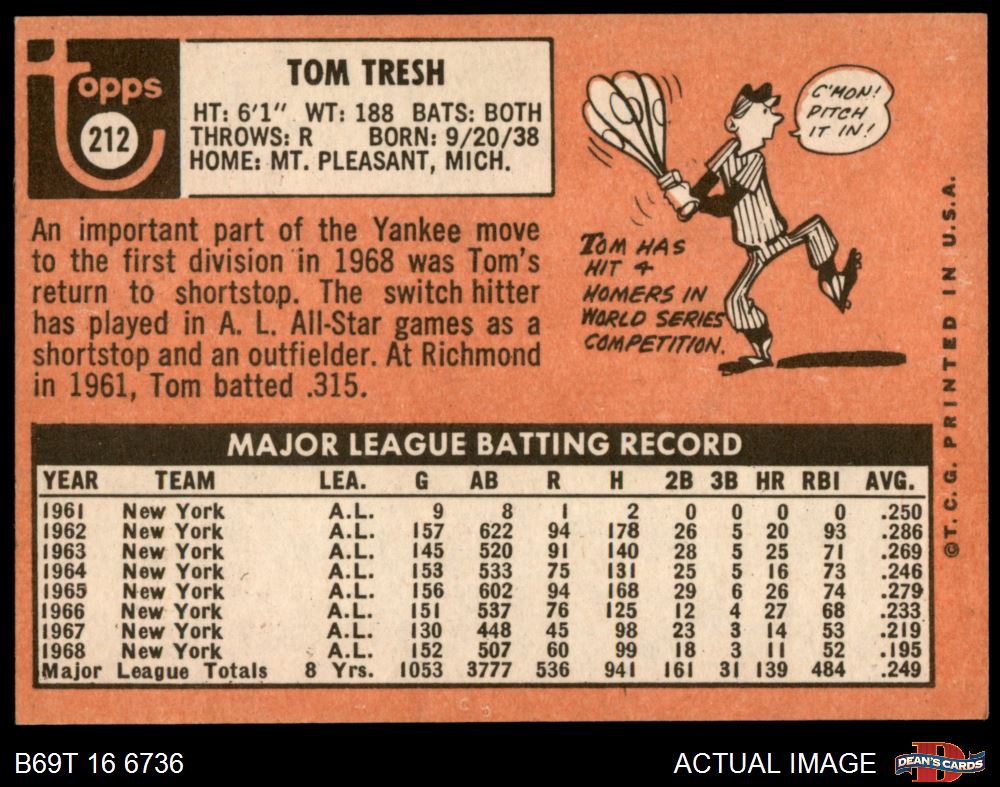 topps
212
TOM TRESH
HT: 6'1" WT: 188 BATS: BOTH
THROWS: R BORN: 9/20/38
HOME: MT. PLEASANT, MICH.
An important part of the Yankee move
to the first division in 1968 was Tom's
return to shortstop. The switch hitter
has played in A. L. All-Star games as a
shortstop and an outfielder. At Richmond
in 1961, Tom batted .315.
C'MON!
PITCH
IT IN!
TOM HAS
HIT 4
HOMERS IN
WORLD SERIES
COMPETITION.
MAJOR LEAGUE BATTING RECORD
YEAR TEAM LEA. G AB R H 2B 3B HR RBI AVG.
1961 New York A.L. 9 8 1 2 0 0 0 0 .250
1962 New York A.L. 157 622 94 178 26 5 20 93 .286
1963 New York A.L. 145 520 91 140 28 5 25 71 .269
1964 New York A.L. 153 533 75 131 25 5 16 73 .246
1965 New York A.L. 156 602 94 168 29 6 26 74 .279
1966 New York A.L. 151 537 76 125 12 4 27 68 .233
1967 New York A.L. 130 448 45 98 23 3 14 53 .219
1968 New York A.L. 152 507 60 99 18 3 11 52 .195
Major League Totals 8 Yrs. 1053 3777 536 941 161 31 139 484 .249
©T. C. G. PRINTED IN U.S.A.
B69T 16 6736
ACTUAL IMAGE
D
DEAN'S CARDS